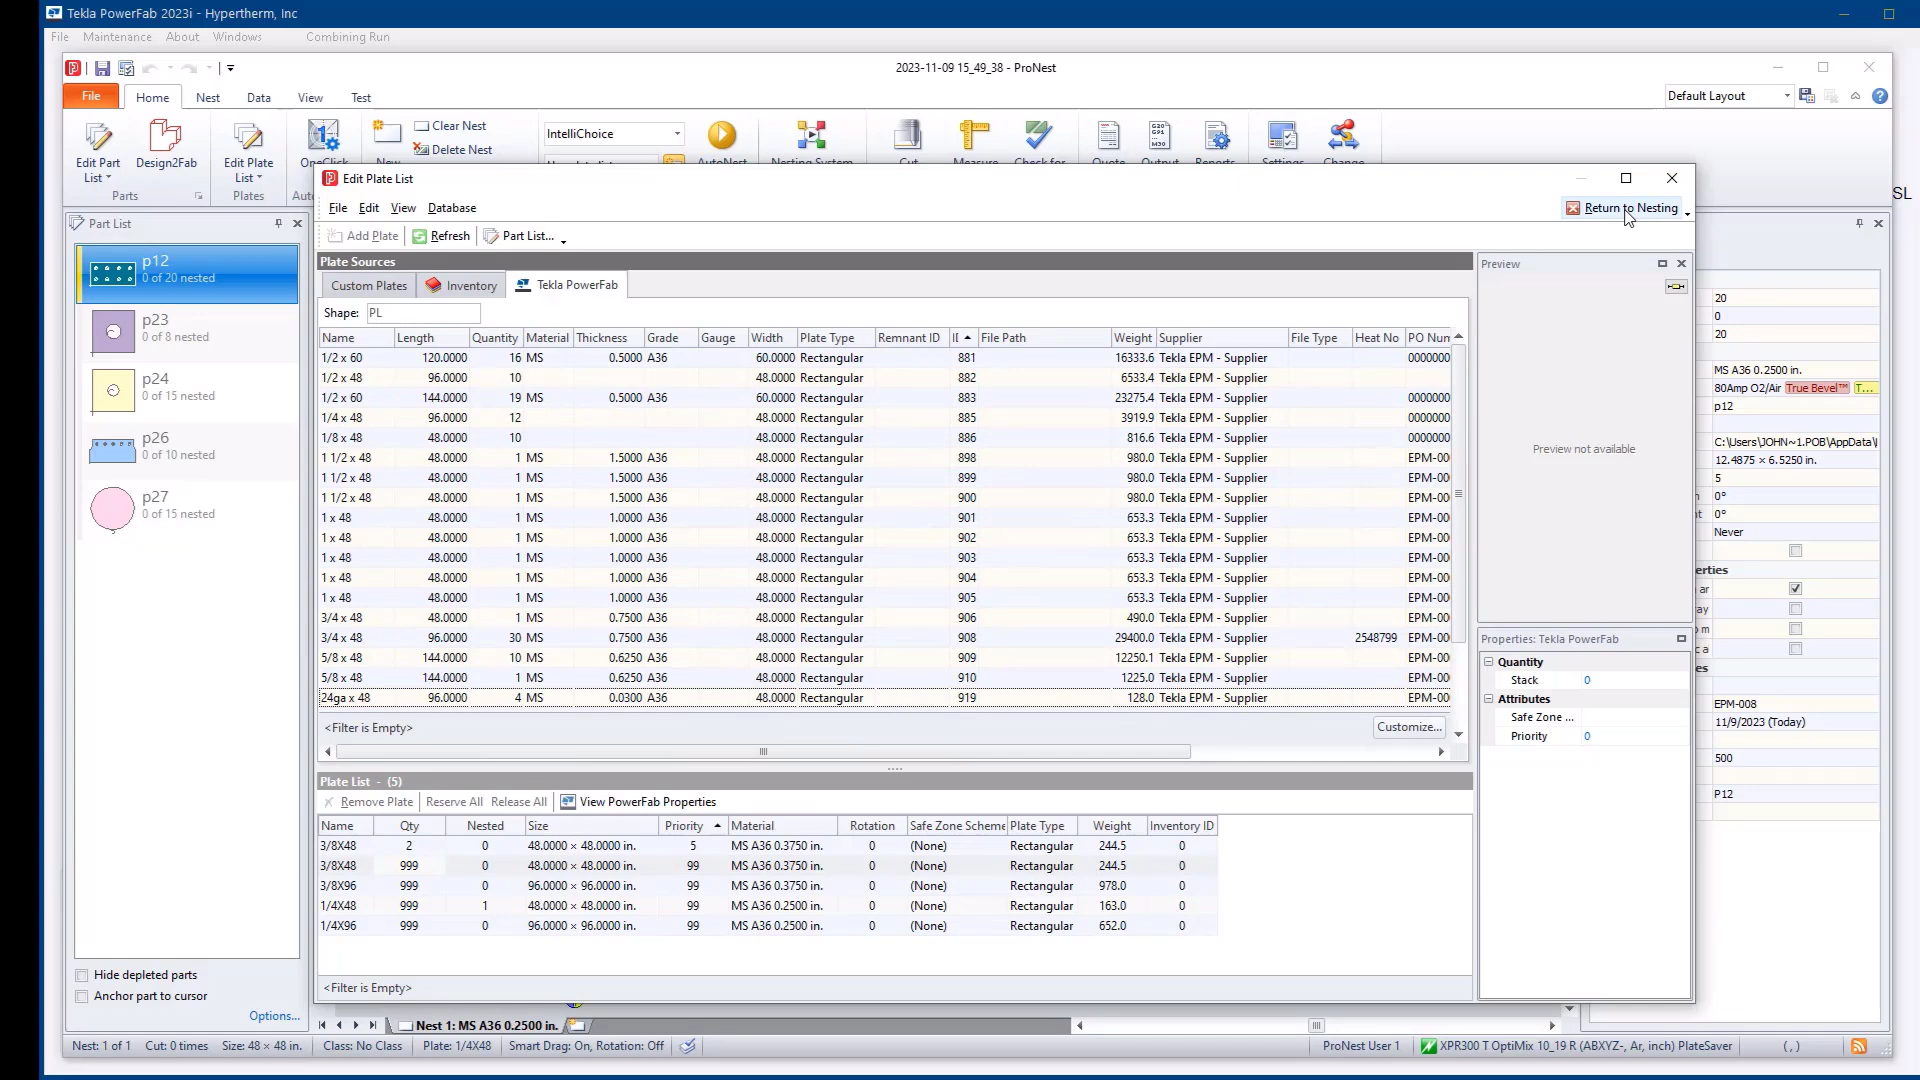 Tekla PowerFab 2023i - Hypertherm, Inc
File Maintenance About Windows Combining Run
2023-11-09 15_49_38 - ProNest
File Home Nest Data View Test
Default Layout
Edit Part List
Design2Fab
Edit Plate List
OneClick
New
Clear Nest
Delete Nest
IntelliChoice
AutoNest
Nesting System
Cut
Measure
Check for
Quote
Output
Reports
Settings
Change
Parts
Plates
SL
Part List
p12
0 of 20 nested
p23
0 of 8 nested
p24
0 of 15 nested
p26
0 of 10 nested
p27
0 of 15 nested
Hide depleted parts
Anchor part to cursor
Options...
Edit Plate List
File Edit View Database
Return to Nesting
Add Plate Refresh Part List...
Plate Sources
Custom Plates Inventory Tekla PowerFab
Shape: PL
Name Length Quantity Material Thickness Grade Gauge Width Plate Type Remnant ID File Path Weight Supplier File Type Heat No PO Num
1/2 x 60 120.0000 16 MS 0.5000 A36 60.0000 Rectangular 881 16333.6 Tekla EPM - Supplier 0000000
1/2 x 48 96.0000 10 48.0000 Rectangular 882 6533.4 Tekla EPM - Supplier
1/2 x 60 144.0000 19 MS 0.5000 A36 60.0000 Rectangular 883 23275.4 Tekla EPM - Supplier 0000000
1/4 x 48 96.0000 12 48.0000 Rectangular 885 3919.9 Tekla EPM - Supplier 0000000
1/8 x 48 48.0000 10 48.0000 Rectangular 886 816.6 Tekla EPM - Supplier 0000000
1 1/2 x 48 48.0000 1 MS 1.5000 A36 48.0000 Rectangular 898 980.0 Tekla EPM - Supplier EPM-00
1 1/2 x 48 48.0000 1 MS 1.5000 A36 48.0000 Rectangular 899 980.0 Tekla EPM - Supplier EPM-00
1 1/2 x 48 48.0000 1 MS 1.5000 A36 48.0000 Rectangular 900 980.0 Tekla EPM - Supplier EPM-00
1 x 48 48.0000 1 MS 1.0000 A36 48.0000 Rectangular 901 653.3 Tekla EPM - Supplier EPM-00
1 x 48 48.0000 1 MS 1.0000 A36 48.0000 Rectangular 902 653.3 Tekla EPM - Supplier EPM-00
1 x 48 48.0000 1 MS 1.0000 A36 48.0000 Rectangular 903 653.3 Tekla EPM - Supplier EPM-00
1 x 48 48.0000 1 MS 1.0000 A36 48.0000 Rectangular 904 653.3 Tekla EPM - Supplier EPM-00
1 x 48 48.0000 1 MS 1.0000 A36 48.0000 Rectangular 905 653.3 Tekla EPM - Supplier EPM-00
3/4 x 48 48.0000 1 MS 0.7500 A36 48.0000 Rectangular 906 490.0 Tekla EPM - Supplier EPM-00
3/4 x 48 96.0000 30 MS 0.7500 A36 48.0000 Rectangular 908 29400.0 Tekla EPM - Supplier 2548799 EPM-00
5/8 x 48 144.0000 10 MS 0.6250 A36 48.0000 Rectangular 909 12250.1 Tekla EPM - Supplier EPM-00
5/8 x 48 144.0000 1 MS 0.6250 A36 48.0000 Rectangular 910 1225.0 Tekla EPM - Supplier EPM-00
24ga x 48 96.0000 4 MS 0.0300 A36 48.0000 Rectangular 919 128.0 Tekla EPM - Supplier EPM-00
<Filter is Empty> Customize...
Plate List - (5)
Remove Plate Reserve All Release All View PowerFab Properties
Name Qty Nested Size Priority Material Rotation Safe Zone Scheme Plate Type Weight Inventory ID
3/8X48 2 0 48.0000 × 48.0000 in. 5 MS A36 0.3750 in. 0 (None) Rectangular 244.5 0
3/8X48 999 0 48.0000 × 48.0000 in. 99 MS A36 0.3750 in. 0 (None) Rectangular 244.5 0
3/8X96 999 0 96.0000 × 96.0000 in. 99 MS A36 0.3750 in. 0 (None) Rectangular 978.0 0
1/4X48 999 1 48.0000 × 48.0000 in. 99 MS A36 0.2500 in. 0 (None) Rectangular 163.0 0
1/4X96 999 0 96.0000 × 96.0000 in. 99 MS A36 0.2500 in. 0 (None) Rectangular 652.0 0
<Filter is Empty>
Preview
Preview not available
Properties: Tekla PowerFab
Quantity
Stack 0
Attributes
Safe Zone ...
Priority 0
20
0
20
MS A36 0.2500 in.
80Amp O2/Air True Bevel™ T...
p12
C:\Users\JOHN~1.POB\AppData\
12.4875 × 6.5250 in.
5
0°
0°
Never
erties
EPM-008
11/9/2023 (Today)
500
P12
Nest 1: MS A36 0.2500 in.
Nest: 1 of 1 Cut: 0 times Size: 48 × 48 in. Class: No Class Plate: 1/4X48 Smart Drag: On, Rotation: Off ProNest User 1 XPR300 T OptiMix 10_19 R (ABXYZ-, Ar, inch) PlateSaver ( , )